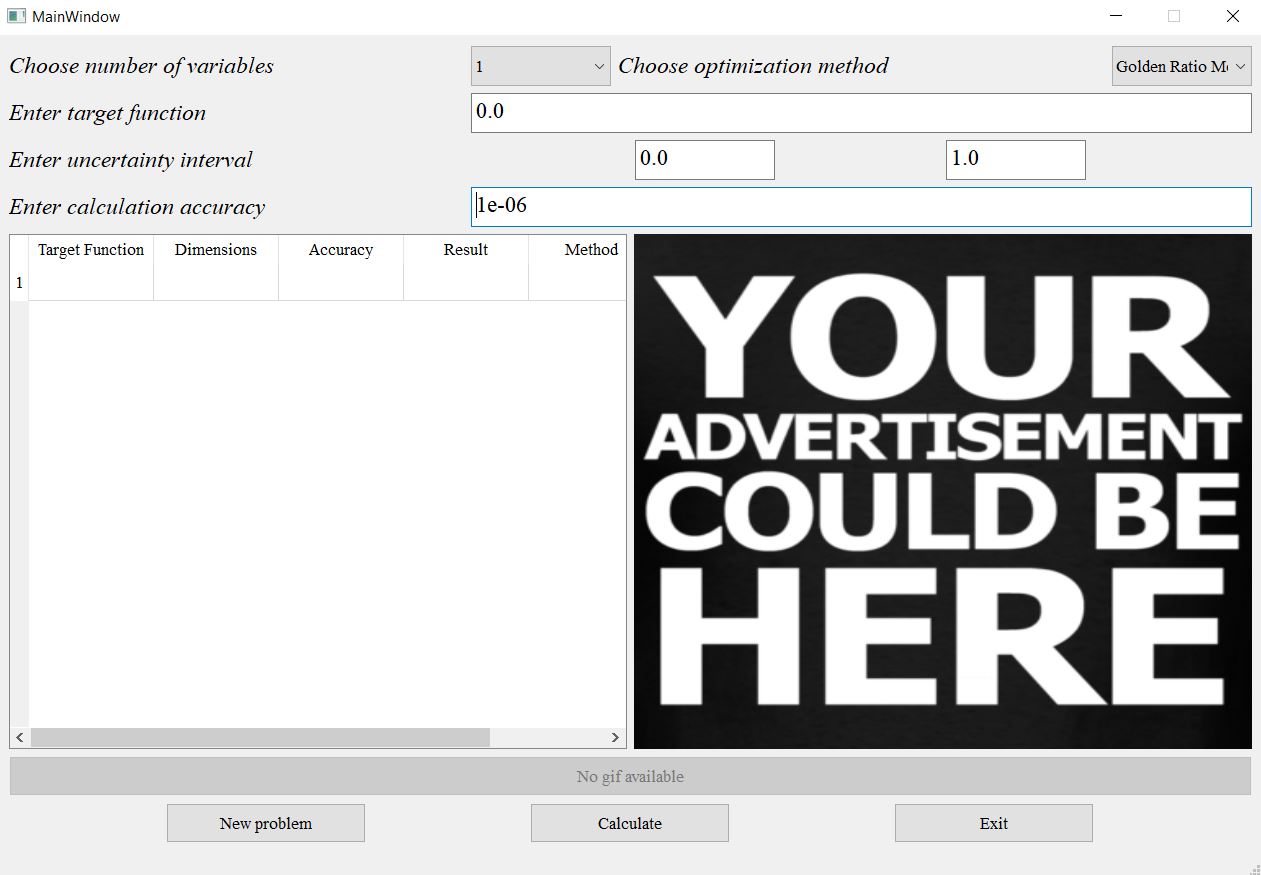 MainWindow
Choose number of variables 1 Choose optimization method Golden Ratio M
Enter target function 0.0
Enter uncertainty interval 0.0 1.0
Enter calculation accuracy 1e-06
Target Function Dimensions Accuracy Result Method
1
YOUR
ADVERTISEMENT
COULD BE
HERE
No gif available
New problem Calculate Exit